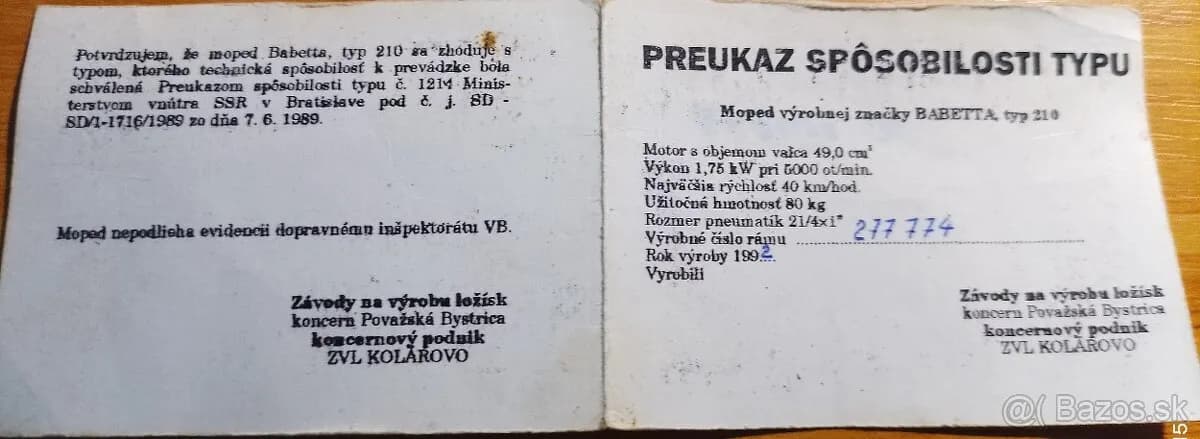 Potvrdzujem, že moped Babetta, typ 210 sa zhoduje s
typom, ktorého technická spôsobilosť k prevádzke bola
schválená Preukazom spôsobilosti typu č. 1214 Minis-
terstvom vnútra SSR v Bratislave pod č. j. SD -
SD/1-1716/1989 zo dňa 7. 6. 1989.
Moped nepodlieha evidencii dopravnému inšpektorátu VB.
Závody na výrobu ložísk
koncern Považská Bystrica
koncernový podnik
ZVL KOLÁROVO
PREUKAZ SPÔSOBILOSTI TYPU
Moped výrobnej značky BABETTA, typ 210
Motor s objemom valca 49,0 cm³
Výkon 1,75 kW pri 5000 ot/min.
Najväčšia rýchlosť 40 km/hod.
Užitočná hmotnosť 80 kg
Rozmer pneumatík 21/4×1"
Výrobné číslo rámu 277 774
Rok výroby 1992.
Vyrobili
Závody na výrobu ložísk
koncern Považská Bystrica
koncernový podnik
ZVL KOLÁROVO
@( Bazos.sk
5